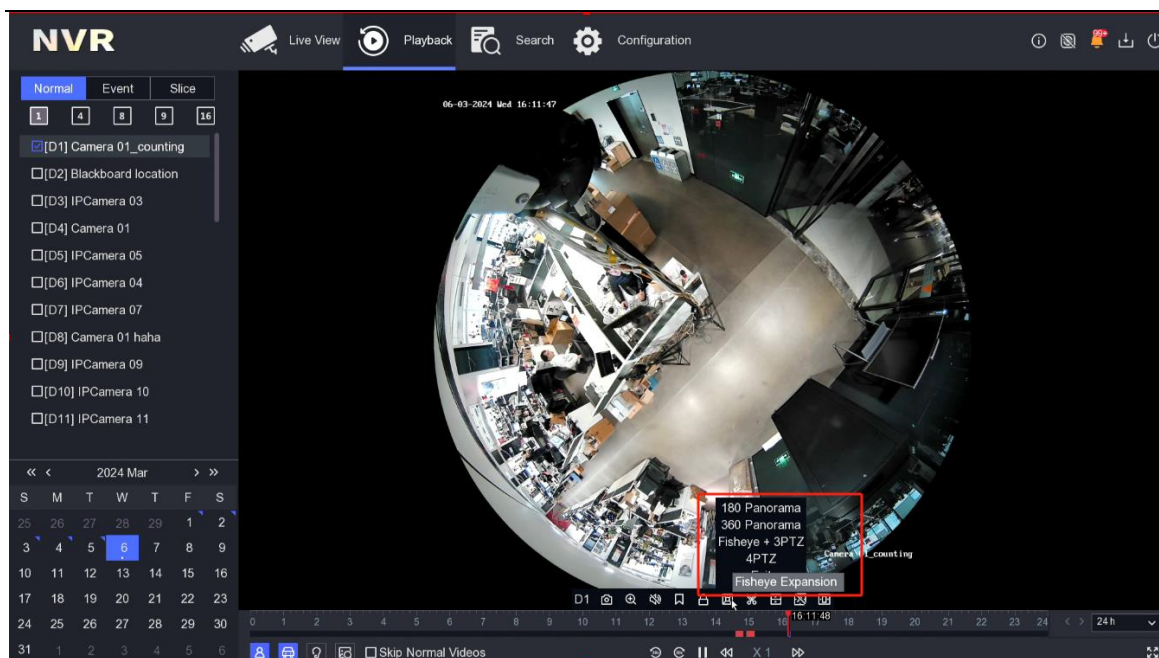 NVR
Live View Playback Search Configuration
99+
Normal Event Slice
1 4 8 9 16
[D1] Camera 01_counting
[D2] Blackboard location
[D3] IPCamera 03
[D4] Camera 01
[D5] IPCamera 05
[D6] IPCamera 04
[D7] IPCamera 07
[D8] Camera 01 haha
[D9] IPCamera 09
[D10] IPCamera 10
[D11] IPCamera 11
06-03-2024 Wed 16:11:47
180 Panorama
360 Panorama
Fisheye + 3PTZ
4PTZ
Fisheye Expansion
« < 2024 Mar > »
S M T W T F S
25 26 27 28 29 1 2
3 4 5 6 7 8 9
10 11 12 13 14 15 16
17 18 19 20 21 22 23
24 25 26 27 28 29 30
31 1 2 3 4 5 6
D1
16:11:48
0 1 2 3 4 5 6 7 8 9 10 11 12 13 14 15 16 18 19 20 21 22 23 24 < > 24 h
Skip Normal Videos X 1